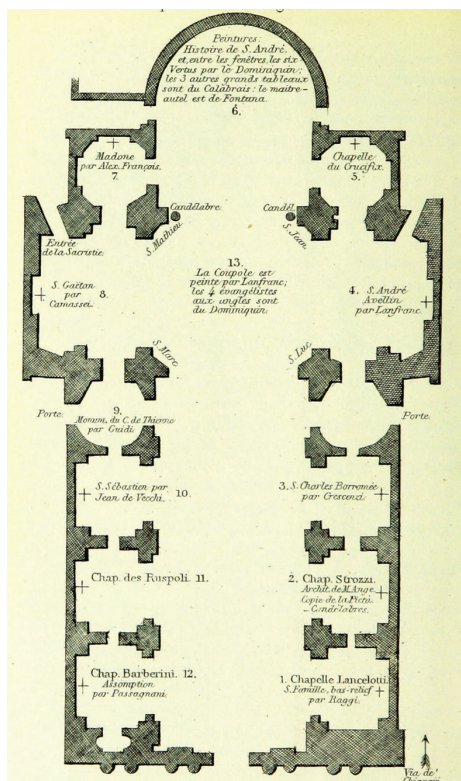 Peintures:
Histoire de S. André.
et, entre les fenêtres, les six
Vertus par le Dominiquin;
les 3 autres grands tableaux
sont du Calabrais: le maitre-
autel est de Fontana.
6.
Madone
par Alex. François.
7.
Chapelle
du Crucifix.
5.
Candélabre
Candél.
S. Mathieu
S. Jean.
Entrée
de la Sacristie.
13.
La Coupole est
peinte par Lanfranc;
les 4 évangélistes
aux angles sont
du Dominiquin
S. Gaëtan
par
Camassei.
8.
4. S. André
Avellin
par Lanfranc.
S. Marc
S. Luc
Porte.
Porte.
9.
Monum. du C. de Thienne
par Guidi.
S. Sébastien par
Jean de Vecchi.
10.
3. S. Charles Borromée
par Crescenzi.
Chap. des Ruspoli. 11.
2. Chap. Strozzi.
Archit. de M. Ange
Copie de la Pietà
Candélabres.
Chap. Barberini. 12.
Assomption
par Passagnani
1. Chapelle Lancelotti.
S. Famille, bas-relief
par Raggi.
Via de'